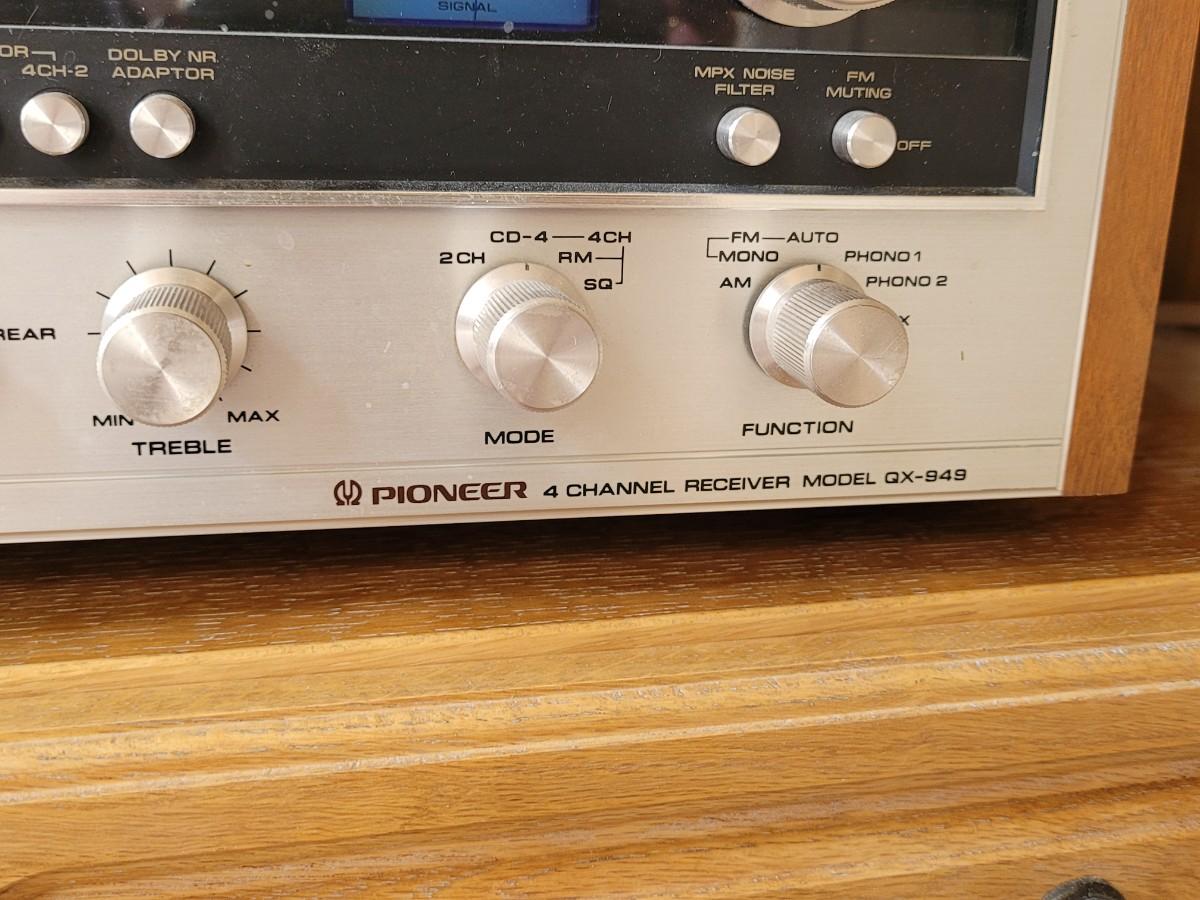 SIGNAL
4CH-2
DOLBY NR
ADAPTOR
MPX NOISE
FILTER
FM
MUTING
OFF
CD-4 4CH
2CH RM
SQ
FM AUTO
MONO PHONO 1
AM PHONO 2
REAR
MIN MAX
TREBLE
MODE
FUNCTION
PIONEER 4 CHANNEL RECEIVER MODEL QX-949